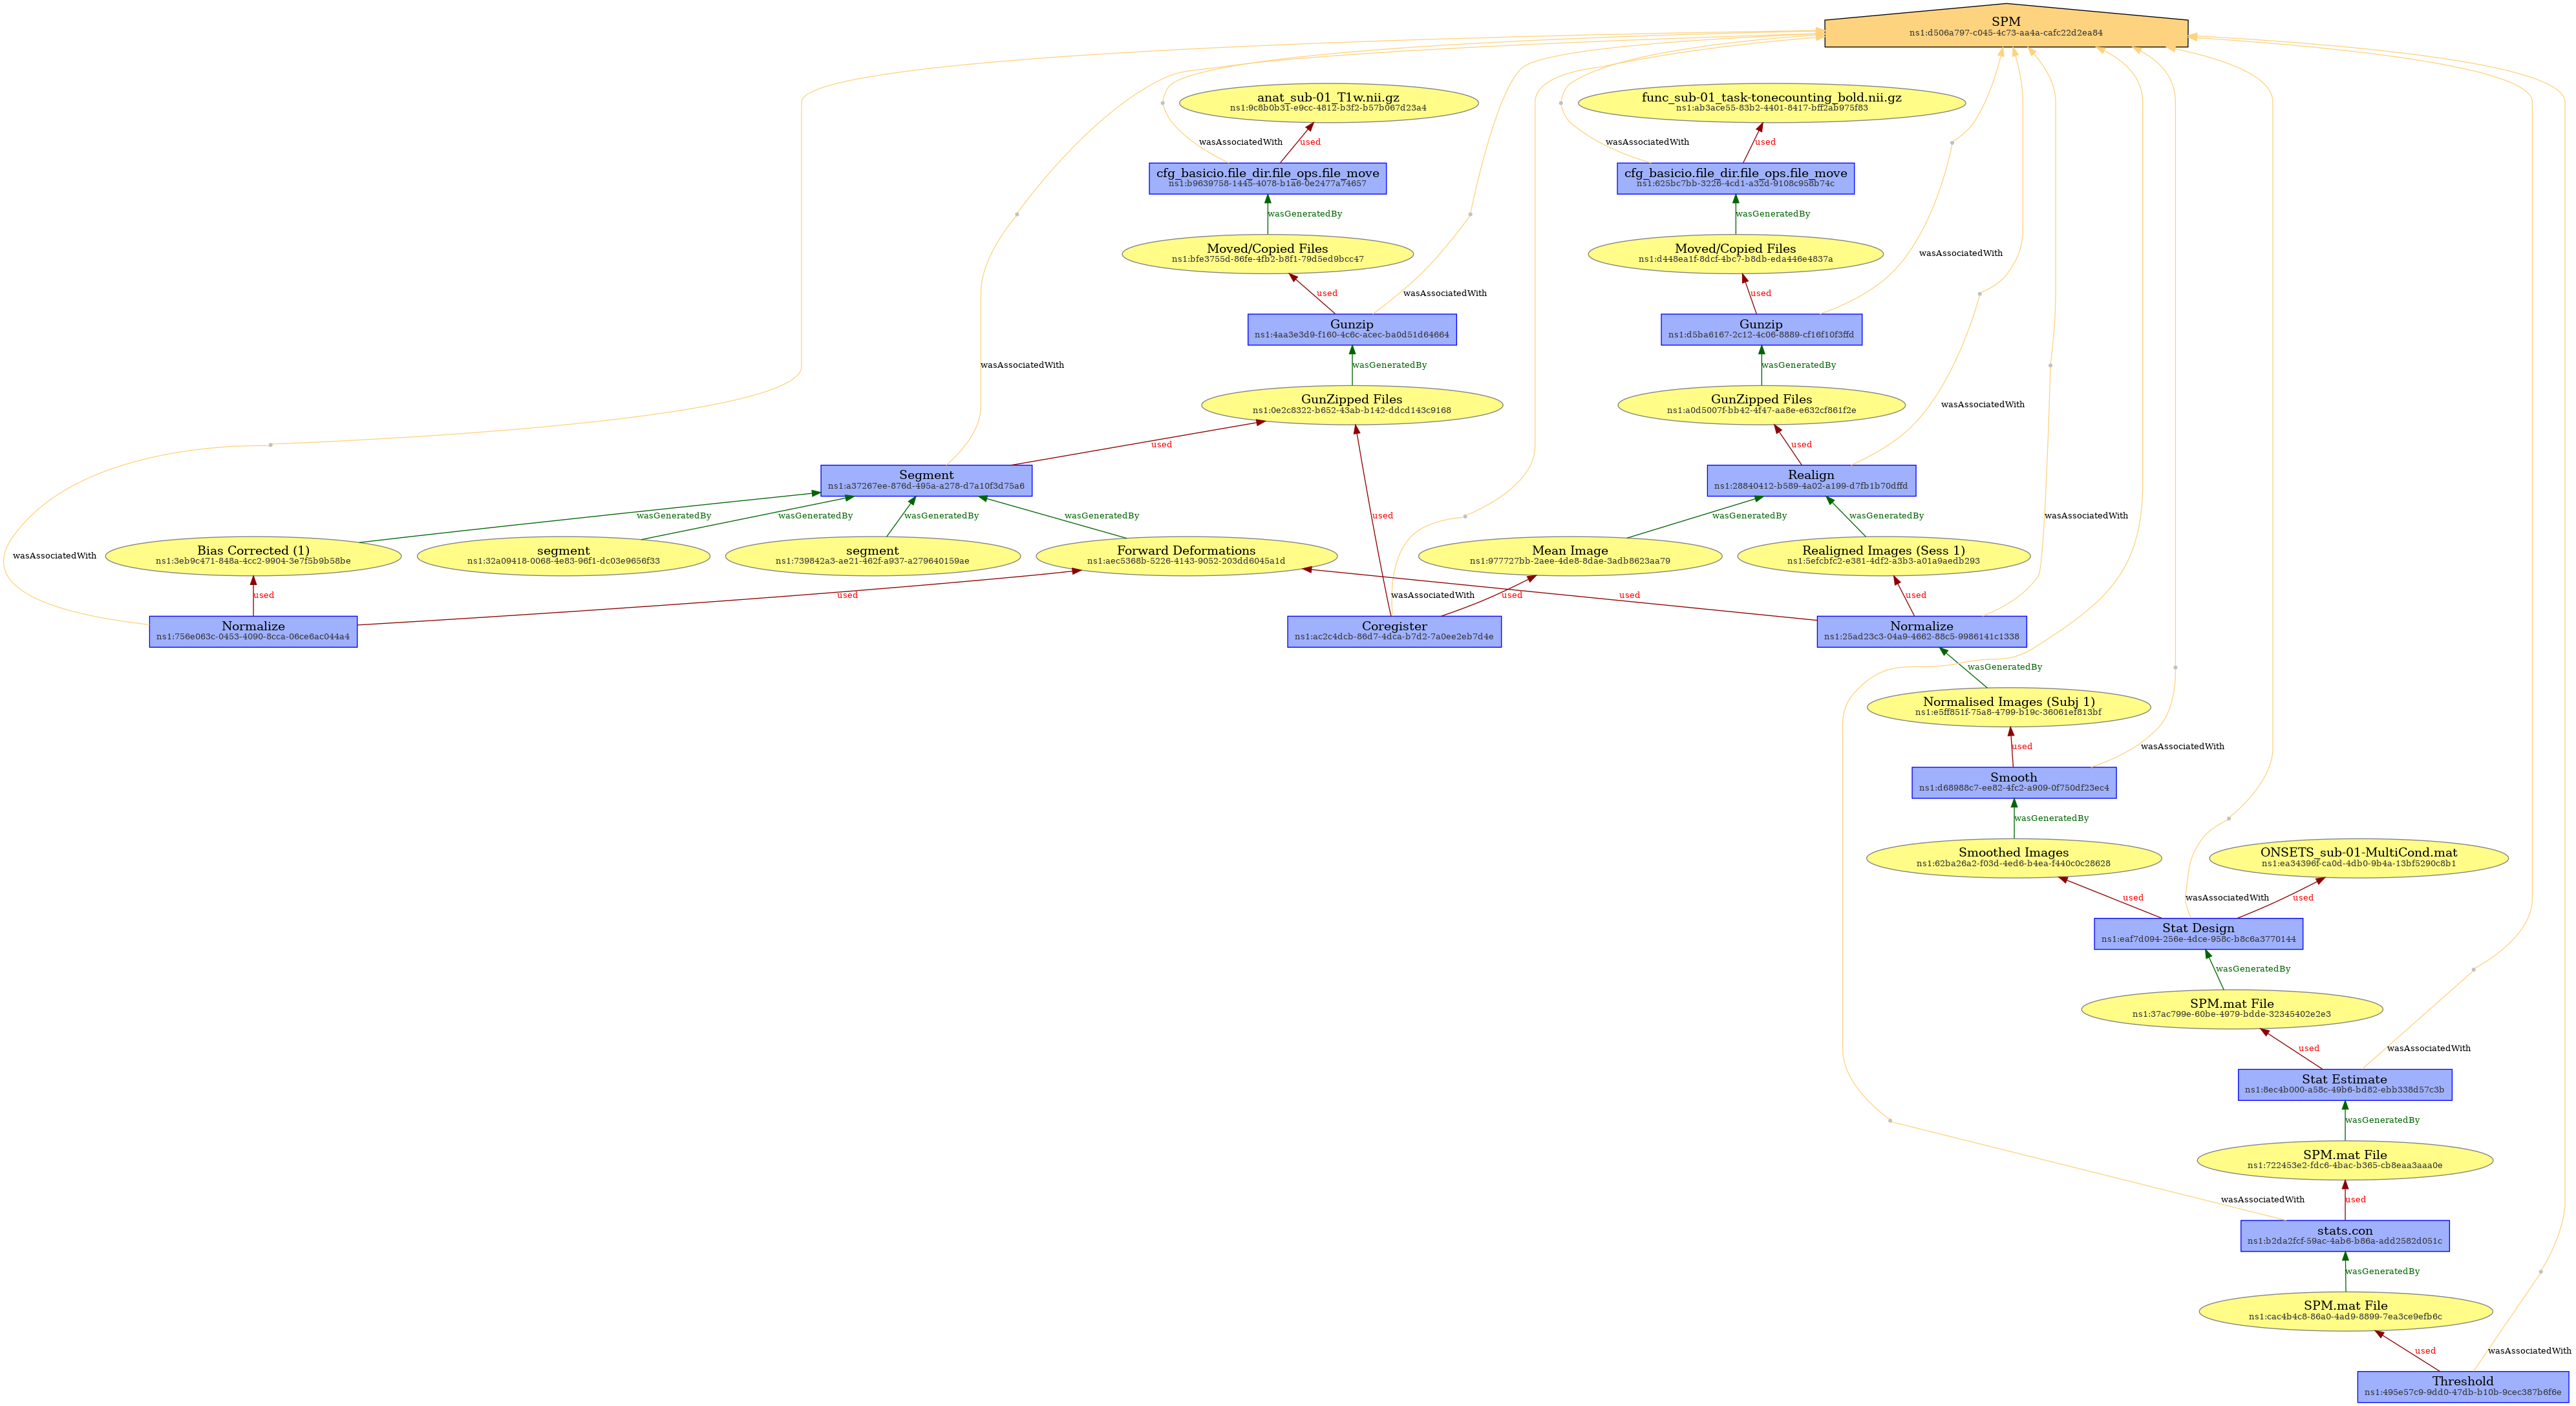 SPM
ns1:d506a797-c045-4c73-aa4a-cafc22d2ea84
anat_sub-01_T1w.nii.gz
ns1:9c8b0b31-e9cc-4812-b3f2-b57b067d23a4
func_sub-01_task-tonecounting_bold.nii.gz
ns1:ab3ace55-83b2-4401-8417-bff2ab975f83
wasAssociatedWith
used
wasAssociatedWith
used
cfg_basicio.file_dir.file_ops.file_move
ns1:b9639758-1445-4078-b1a6-0e2477a74657
cfg_basicio.file_dir.file_ops.file_move
ns1:625bc7bb-3226-4cd1-a32d-9108c958b74c
wasGeneratedBy
wasGeneratedBy
Moved/Copied Files
ns1:bfe3755d-86fe-4fb2-b8f1-79d5ed9bcc47
Moved/Copied Files
ns1:d448ea1f-8dcf-4bc7-b8db-eda446e4837a
wasAssociatedWith
used
wasAssociatedWith
used
Gunzip
ns1:4aa3e3d9-f160-4c6c-acec-ba0d51d64664
Gunzip
ns1:d5ba6167-2c12-4c06-8889-cf16f10f3ffd
wasAssociatedWith
wasGeneratedBy
wasGeneratedBy
GunZipped Files
ns1:0e2c8322-b652-43ab-b142-ddcd143c9168
GunZipped Files
ns1:a0d5007f-bb42-4f47-aa8e-e632cf861f2e
wasAssociatedWith
used
used
Segment
ns1:a37267ee-876d-495a-a278-d7a10f3d75a6
Realign
ns1:28840412-b589-4a02-a199-d7fb1b70dffd
wasGeneratedBy
wasGeneratedBy
wasGeneratedBy
wasGeneratedBy
used
wasGeneratedBy
wasGeneratedBy
wasAssociatedWith
wasAssociatedWith
Bias Corrected (1)
ns1:3eb9c471-848a-4cc2-9904-3e7f5b9b58be
segment
ns1:32a09418-0068-4e83-96f1-dc03e9656f33
segment
ns1:739842a3-ae21-462f-a937-a279640159ae
Forward Deformations
ns1:aec5368b-5226-4143-9052-203dd6045a1d
Mean Image
ns1:977727bb-2aee-4de8-8dae-3adb8623aa79
Realigned Images (Sess 1)
ns1:5efcbfc2-e381-4df2-a3b3-a01a9aedb293
used
used
wasAssociatedWith
used
used
used
Normalize
ns1:756e063c-0453-4090-8cca-06ce6ac044a4
Coregister
ns1:ac2c4dcb-86d7-4dca-b7d2-7a0ee2eb7d4e
Normalize
ns1:25ad23c3-04a9-4662-88c5-9986141c1338
wasGeneratedBy
Normalised Images (Subj 1)
ns1:e5ff851f-75a8-4799-b19c-36061ef813bf
used
wasAssociatedWith
Smooth
ns1:d68988c7-ee82-4fc2-a909-0f750df23ec4
wasGeneratedBy
Smoothed Images
ns1:62ba26a2-f03d-4ed6-b4ea-f440c0c28628
ONSETS_sub-01-MultiCond.mat
ns1:ea34396f-ca0d-4db0-9b4a-13bf5290c8b1
used
wasAssociatedWith
used
Stat Design
ns1:eaf7d094-256e-4dce-958c-b8c6a3770144
wasGeneratedBy
SPM.mat File
ns1:37ac799e-60be-4979-bdde-32345402e2e3
used
wasAssociatedWith
Stat Estimate
ns1:8ec4b000-a58c-49b6-bd82-ebb338d57c3b
wasGeneratedBy
SPM.mat File
ns1:722453e2-fdc6-4bac-b365-cb8eaa3aaa0e
wasAssociatedWith
used
stats.con
ns1:b2da2fcf-59ac-4ab6-b86a-add2582d051c
wasGeneratedBy
SPM.mat File
ns1:cac4b4c8-86a0-4ad9-8899-7ea3ce9efb6c
used
wasAssociatedWith
Threshold
ns1:495e57c9-9dd0-47db-b10b-9cec387b6f6e